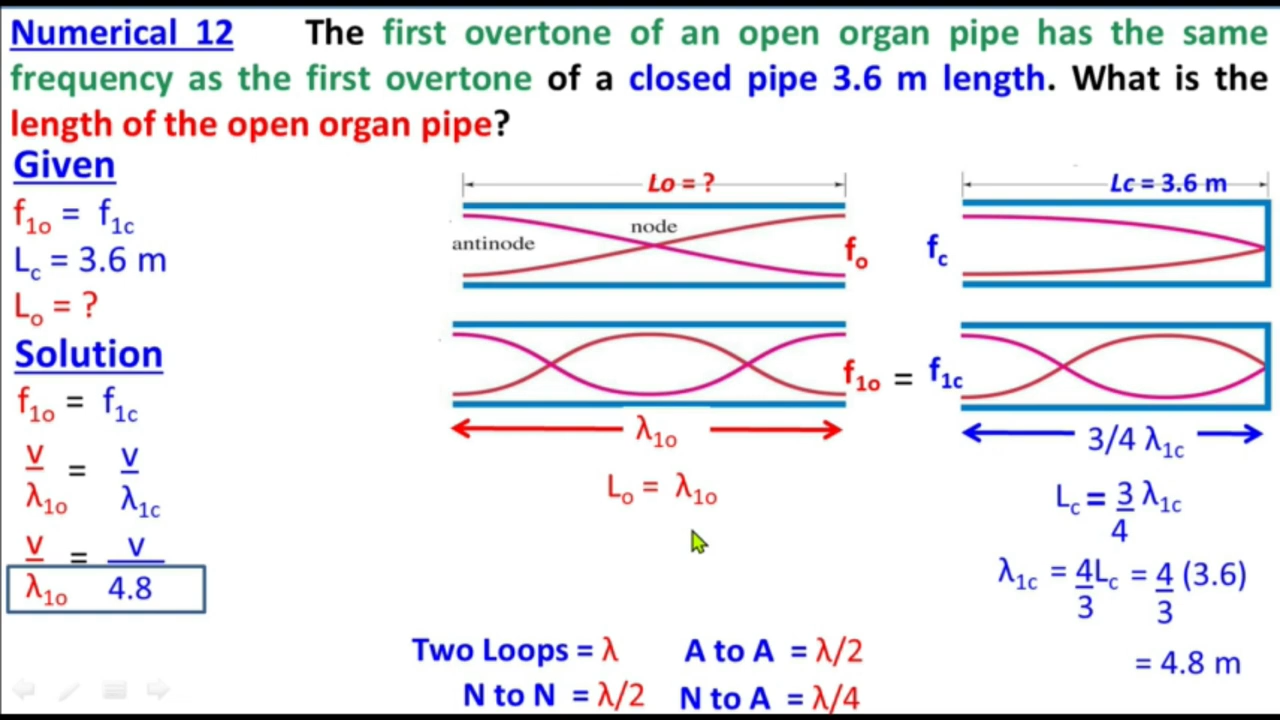 Numerical 12 The first overtone of an open organ pipe has the same
frequency as the first overtone of a closed pipe 3.6 m length. What is the
length of the open organ pipe?
Given
f₁ₒ = f₁c
Lc = 3.6 m
Lₒ = ?
Solution
f₁ₒ = f₁c
v/λ₁ₒ = v/λ₁c
v/λ₁ₒ = v/4.8
Lo = ?
antinode
node
fₒ
f₁ₒ =
λ₁ₒ
Lₒ = λ₁ₒ
Lc = 3.6 m
fc
f₁c
3/4 λ₁c
Lc = 3/4 λ₁c
λ₁c = 4Lc/3 = 4/3 (3.6)
= 4.8 m
Two Loops = λ A to A = λ/2
N to N = λ/2 N to A = λ/4